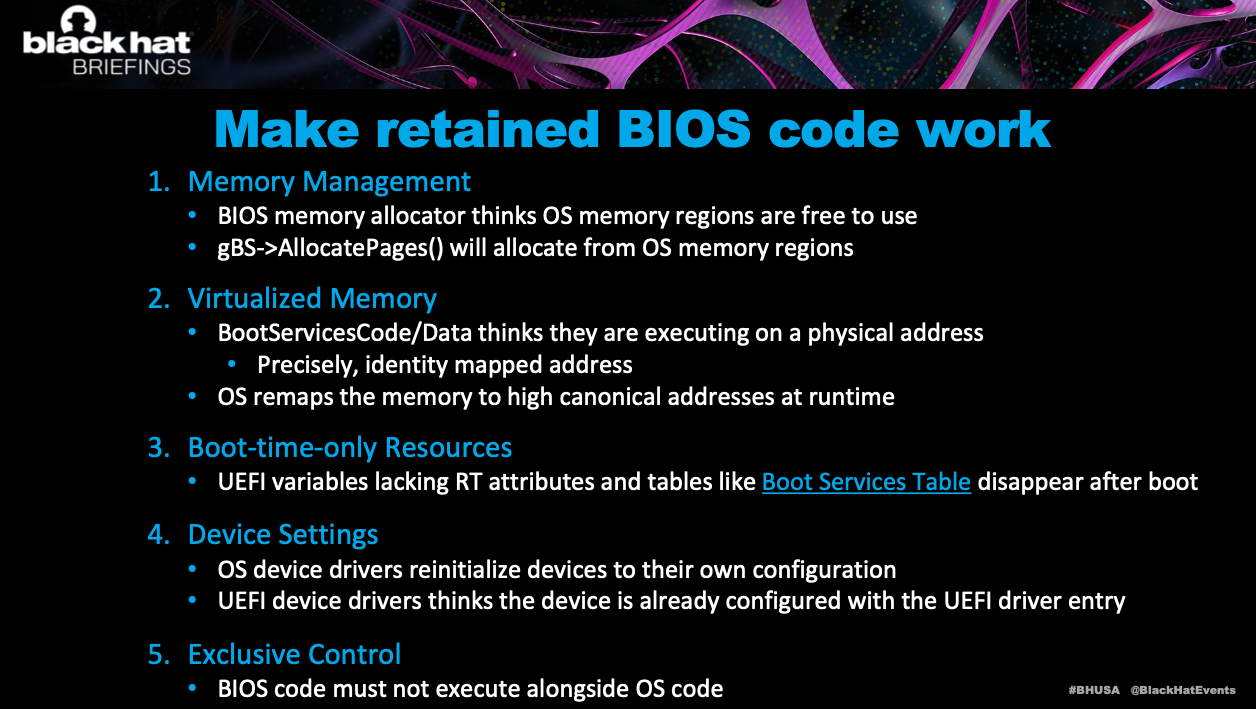 black hat
BRIEFINGS
Make retained BIOS code work
1. Memory Management
• BIOS memory allocator thinks OS memory regions are free to use
• gBS->AllocatePages() will allocate from OS memory regions
2. Virtualized Memory
• BootServicesCode/Data thinks they are executing on a physical address
• Precisely, identity mapped address
• OS remaps the memory to high canonical addresses at runtime
3. Boot-time-only Resources
• UEFI variables lacking RT attributes and tables like Boot Services Table disappear after boot
4. Device Settings
• OS device drivers reinitialize devices to their own configuration
• UEFI device drivers thinks the device is already configured with the UEFI driver entry
5. Exclusive Control
• BIOS code must not execute alongside OS code
#BHUSA @BlackHatEvents